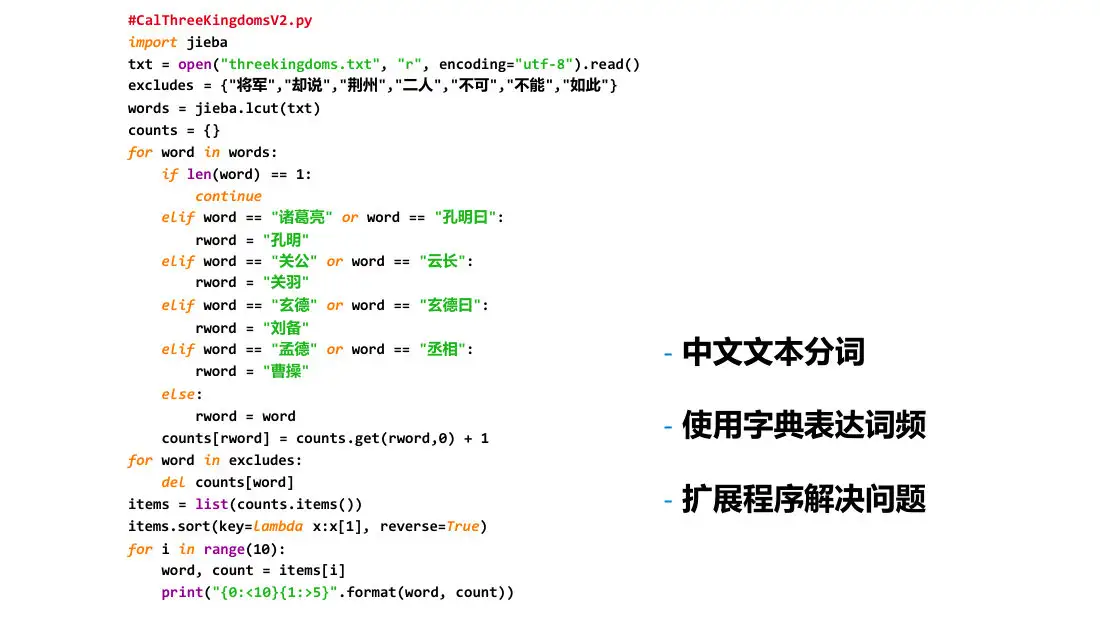 #CalThreeKingdomsV2.py
import jieba
txt = open("threekingdoms.txt", "r", encoding="utf-8").read()
excludes = {"将军","却说","荆州","二人","不可","不能","如此"}
words = jieba.lcut(txt)
counts = {}
for word in words:
    if len(word) == 1:
        continue
    elif word == "诸葛亮" or word == "孔明曰":
        rword = "孔明"
    elif word == "关公" or word == "云长":
        rword = "关羽"
    elif word == "玄德" or word == "玄德曰":
        rword = "刘备"
    elif word == "孟德" or word == "丞相":
        rword = "曹操"
    else:
        rword = word
    counts[rword] = counts.get(rword,0) + 1
for word in excludes:
    del counts[word]
items = list(counts.items())
items.sort(key=lambda x:x[1], reverse=True)
for i in range(10):
    word, count = items[i]
    print("{0:<10}{1:>5}".format(word, count))
- 中文文本分词
- 使用字典表达词频
- 扩展程序解决问题